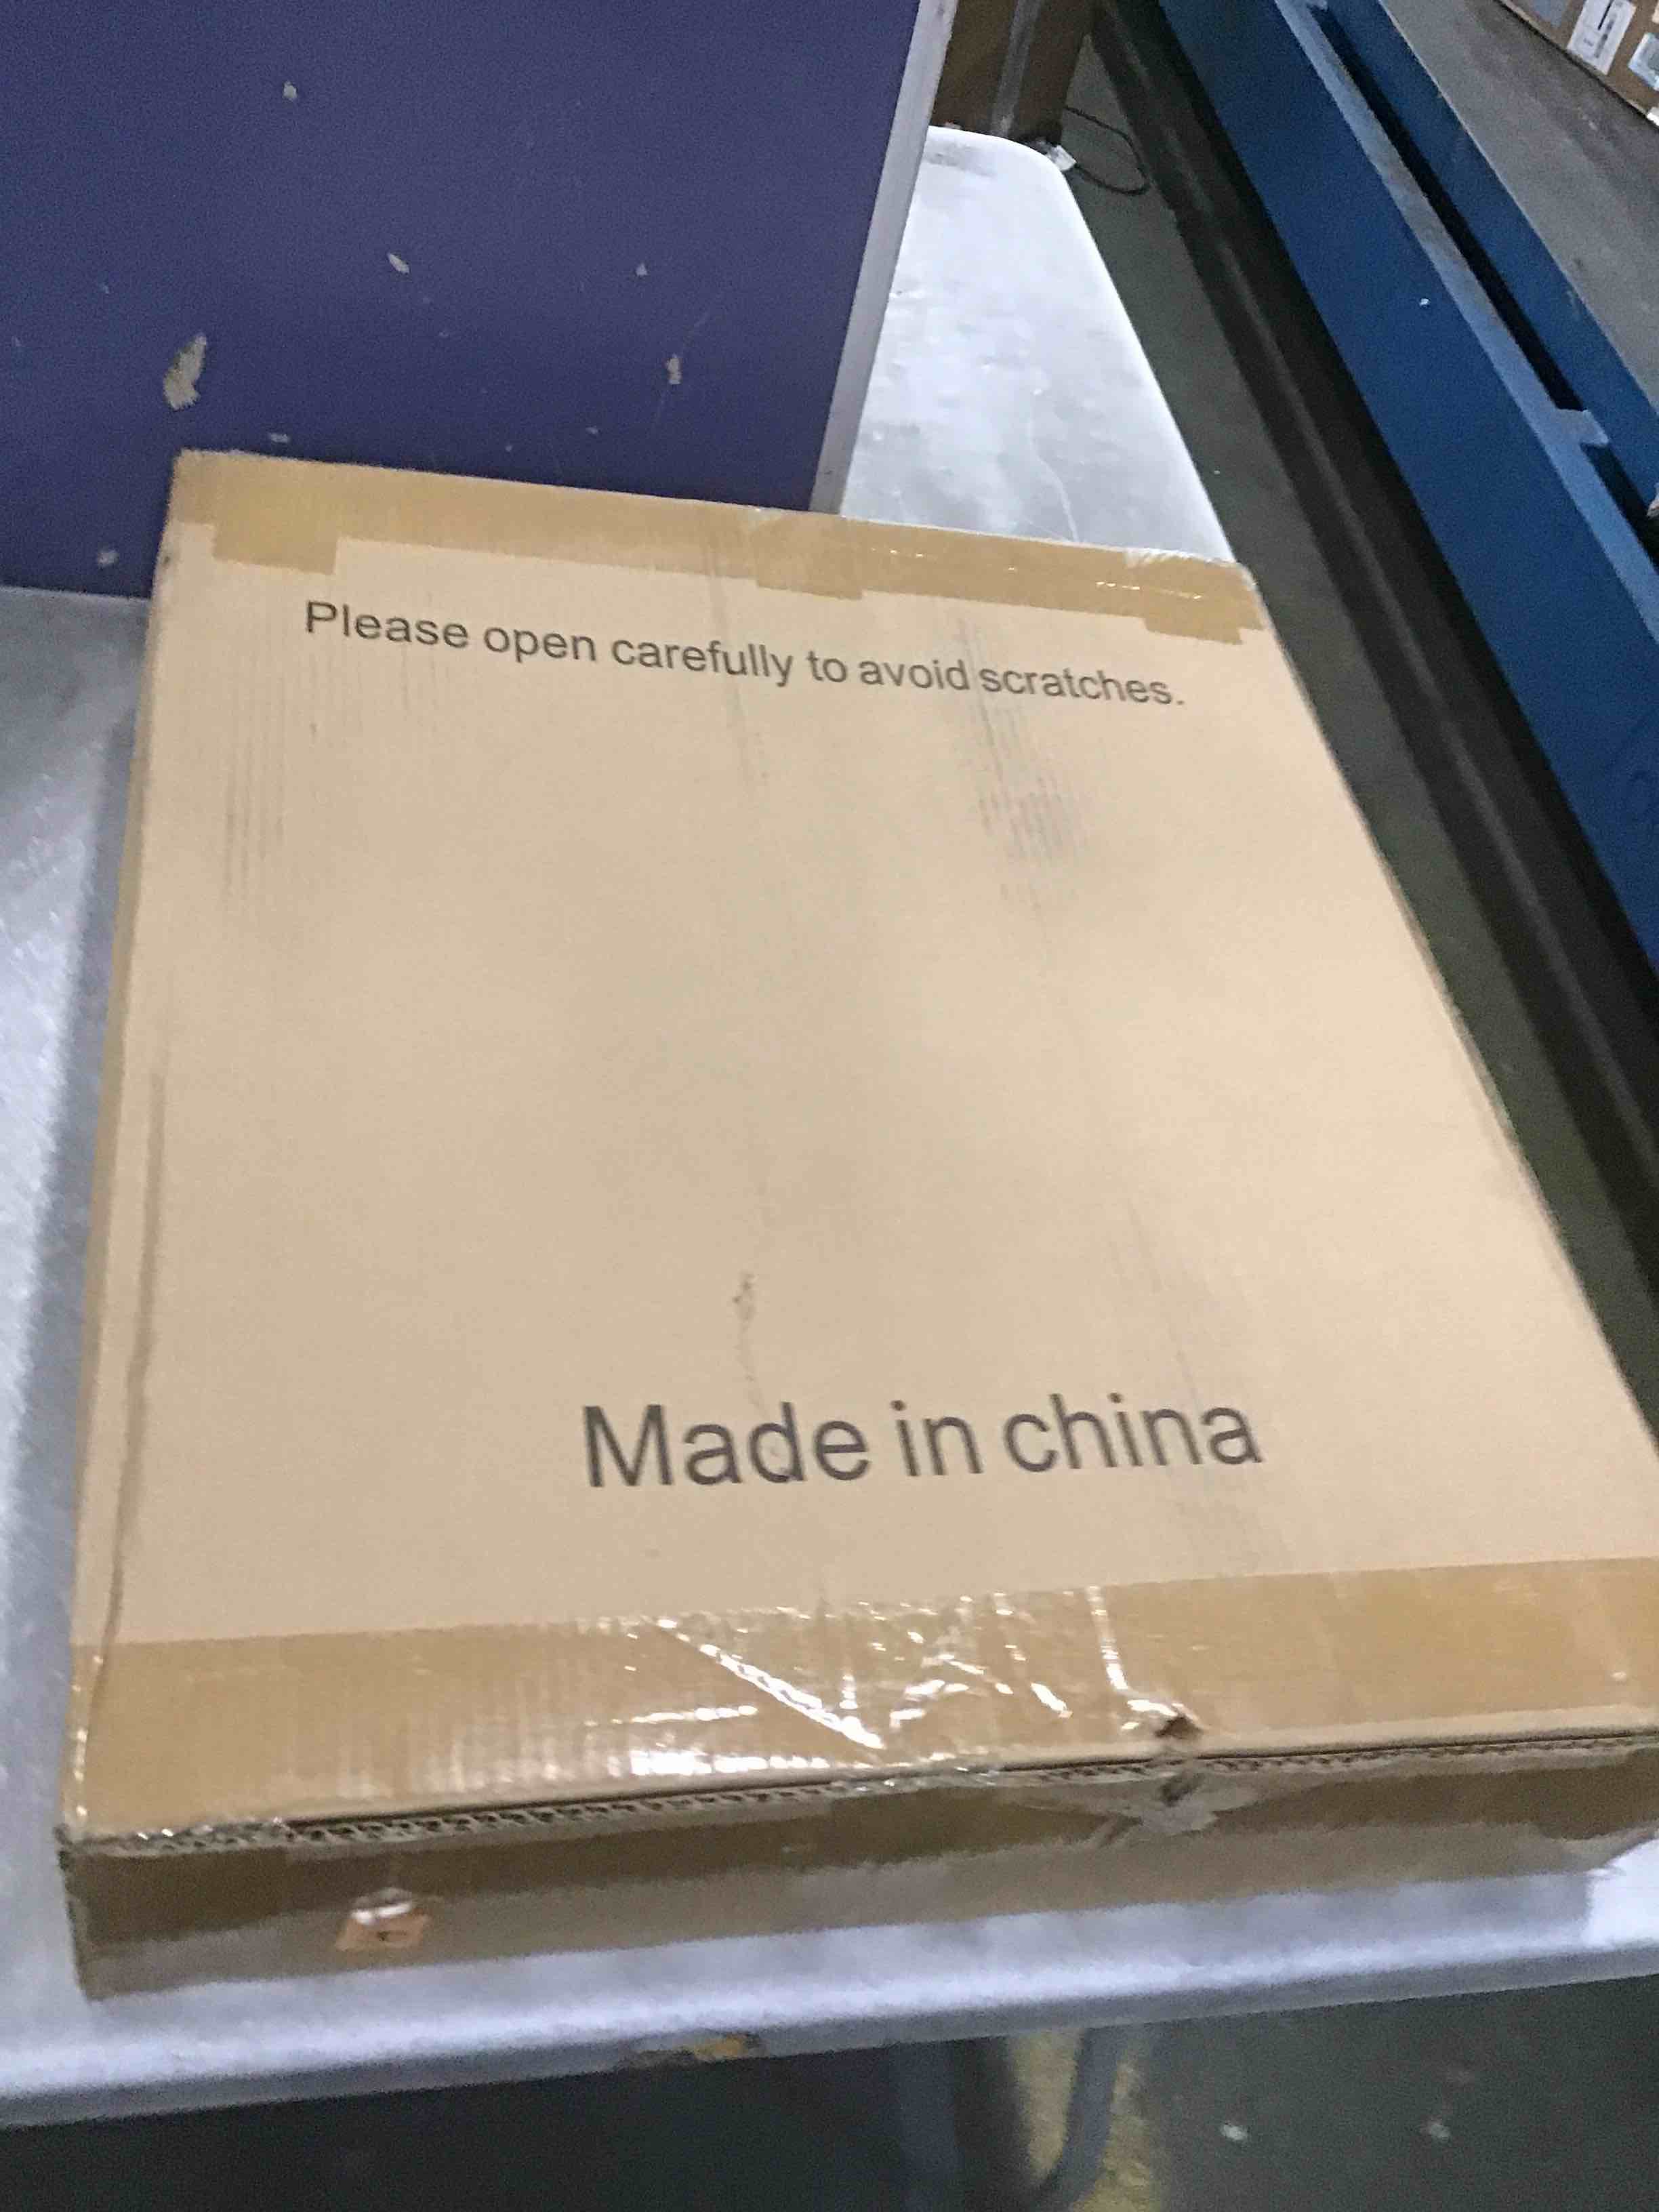 Please open carefully to avoid scratches.
Made in china